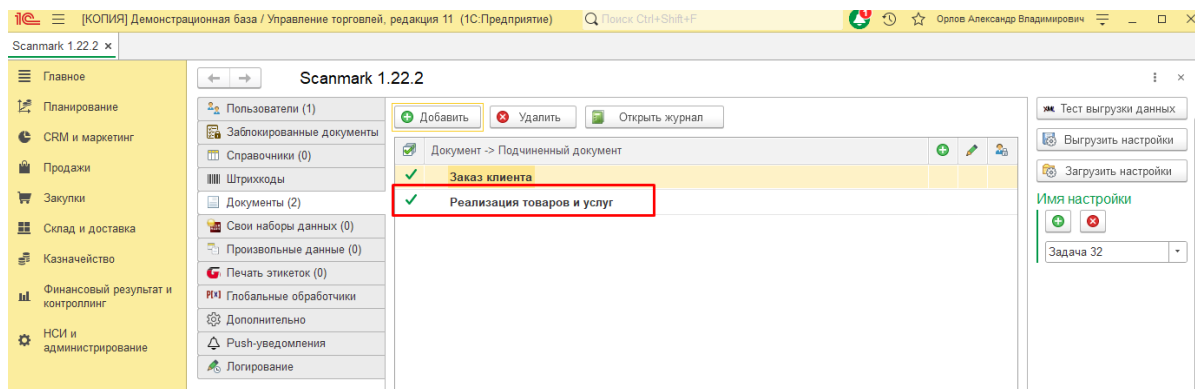 1С [КОПИЯ] Демонстрационная база / Управление торговлей, редакция 11 (1С:Предприятие) Поиск Ctrl+Shift+F Орлов Александр Владимирович
Scanmark 1.22.2 ×
Главное
Планирование
CRM и маркетинг
Продажи
Закупки
Склад и доставка
Казначейство
Финансовый результат и
контроллинг
НСИ и
администрирование
Scanmark 1.22.2
Пользователи (1)
Заблокированные документы
Справочники (0)
Штрихкоды
Документы (2)
Свои наборы данных (0)
Произвольные данные (0)
Печать этикеток (0)
P[x] Глобальные обработчики
Дополнительно
Push-уведомления
Логирование
Добавить Удалить Открыть журнал
Документ -> Подчиненный документ
Заказ клиента
Реализация товаров и услуг
XML Тест выгрузки данных
Выгрузить настройки
Загрузить настройки
Имя настройки
Задача 32